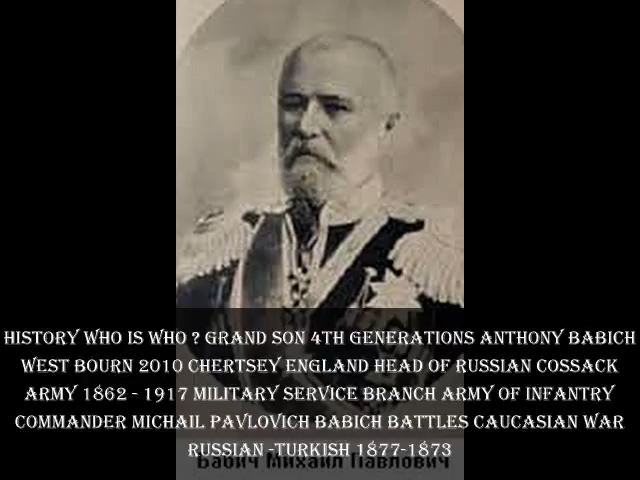 HISTORY WHO IS WHO ? GRAND SON 4TH GENERATIONS ANTHONY BABICH
WEST BOURN 2010 CHERTSEY ENGLAND HEAD OF RUSSIAN COSSACK
ARMY 1862 - 1917 MILITARY SERVICE BRANCH ARMY OF INFANTRY
COMMANDER MICHAIL PAVLOVICH BABICH BATTLES CAUCASIAN WAR
RUSSIAN -TURKISH 1877-1873
Бабич Михаил Павлович